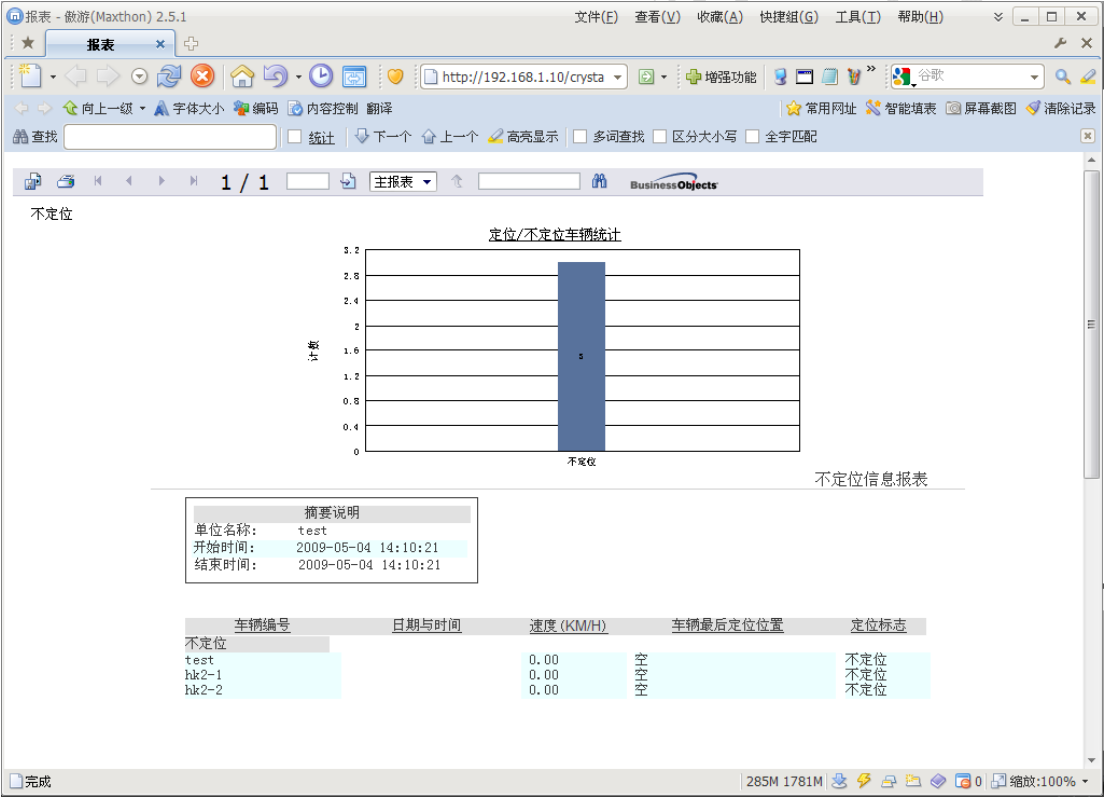 报表 - 傲游(Maxthon) 2.5.1 文件(F) 查看(V) 收藏(A) 快捷组(G) 工具(T) 帮助(H)
报表
http://192.168.1.10/crysta 增强功能 谷歌
向上一级 字体大小 编码 内容控制 翻译 常用网址 智能填表 屏幕截图 清除记录
查找 统计 下一个 上一个 高亮显示 多词查找 区分大小写 全字匹配
1 / 1 主报表 BusinessObjects
不定位
定位/不定位车辆统计
3.2
2.8
2.4
2
1.6
1.2
0.8
0.4
0
计数
3
不定位
不定位信息报表
摘要说明
单位名称: test
开始时间: 2009-05-04 14:10:21
结束时间: 2009-05-04 14:10:21
车辆编号 日期与时间 速度(KM/H) 车辆最后定位位置 定位标志
不定位
test 0.00 空 不定位
hk2-1 0.00 空 不定位
hk2-2 0.00 空 不定位
完成 285M 1781M 0 缩放:100%